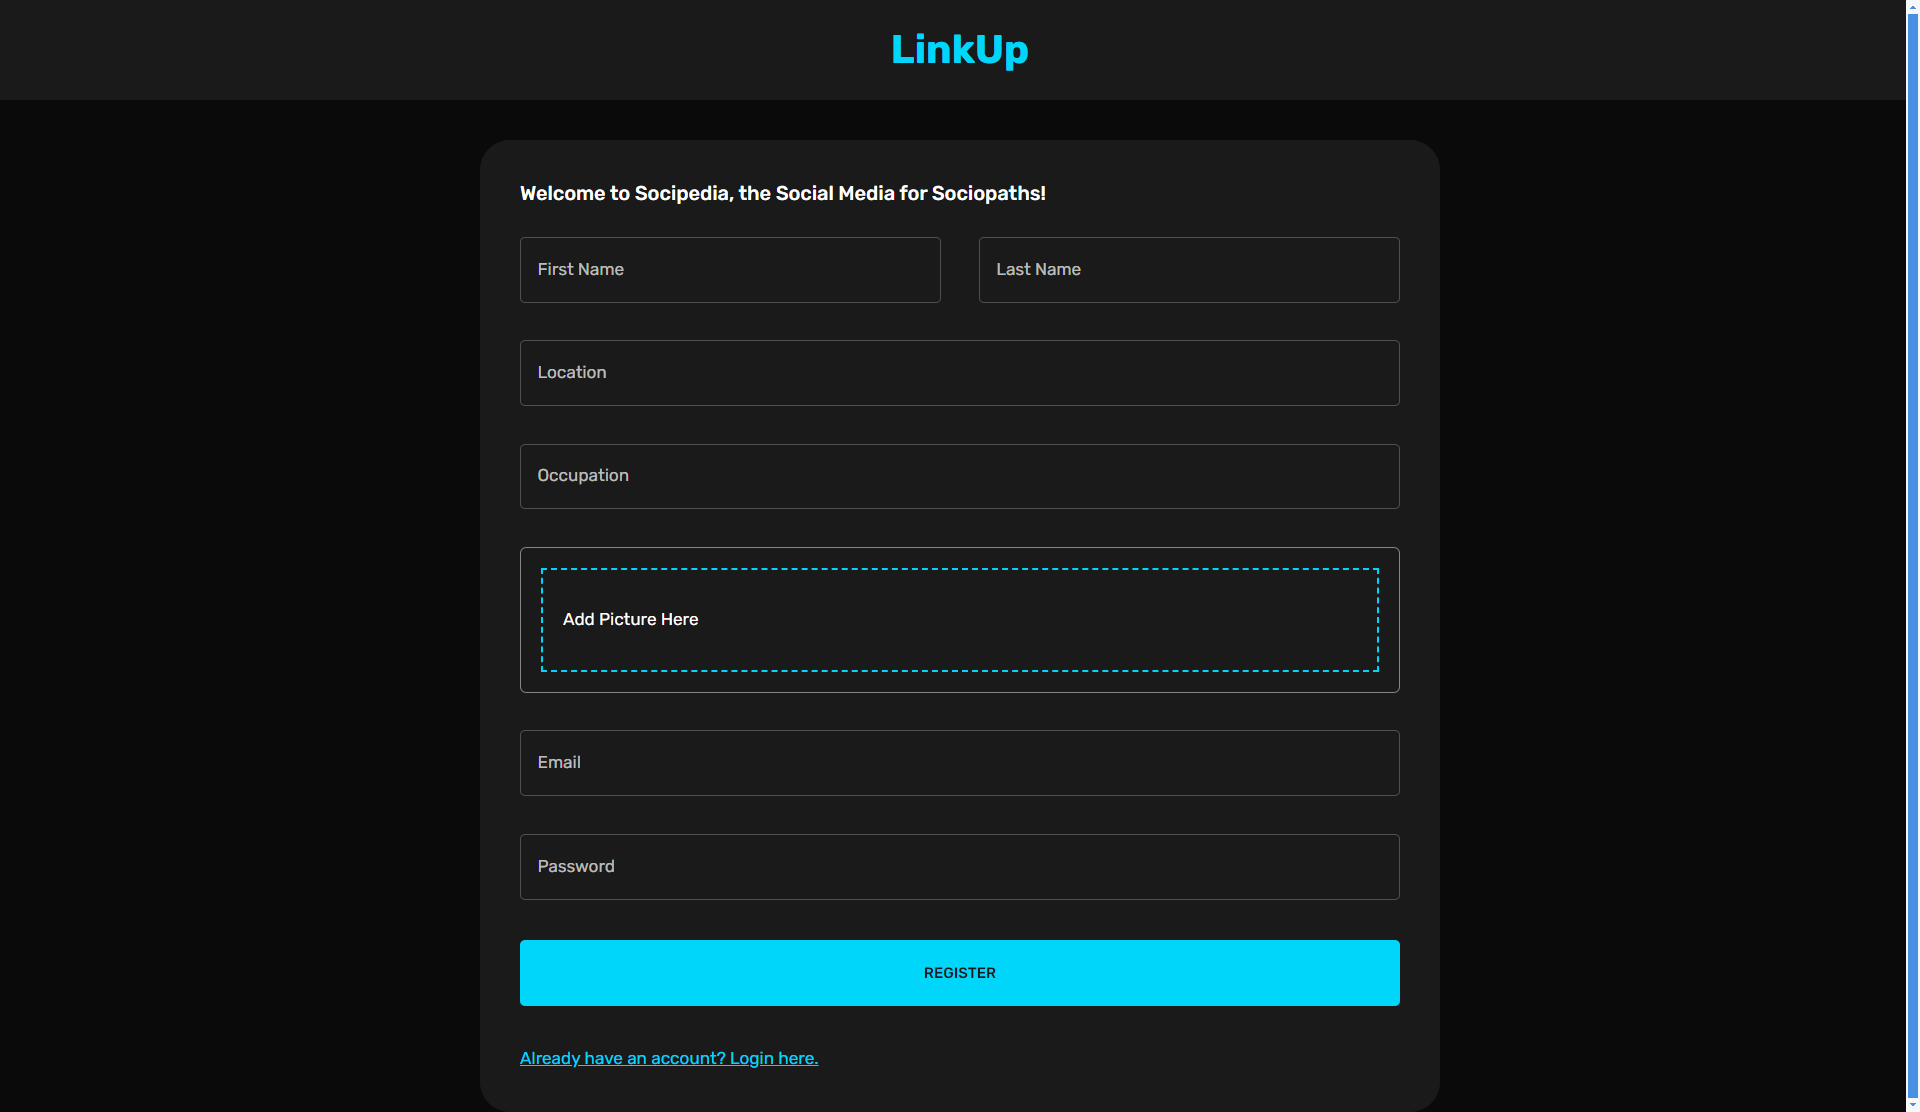 LinkUp
Welcome to Socipedia, the Social Media for Sociopaths!
First Name
Last Name
Location
Occupation
Add Picture Here
Email
Password
REGISTER
Already have an account? Login here.